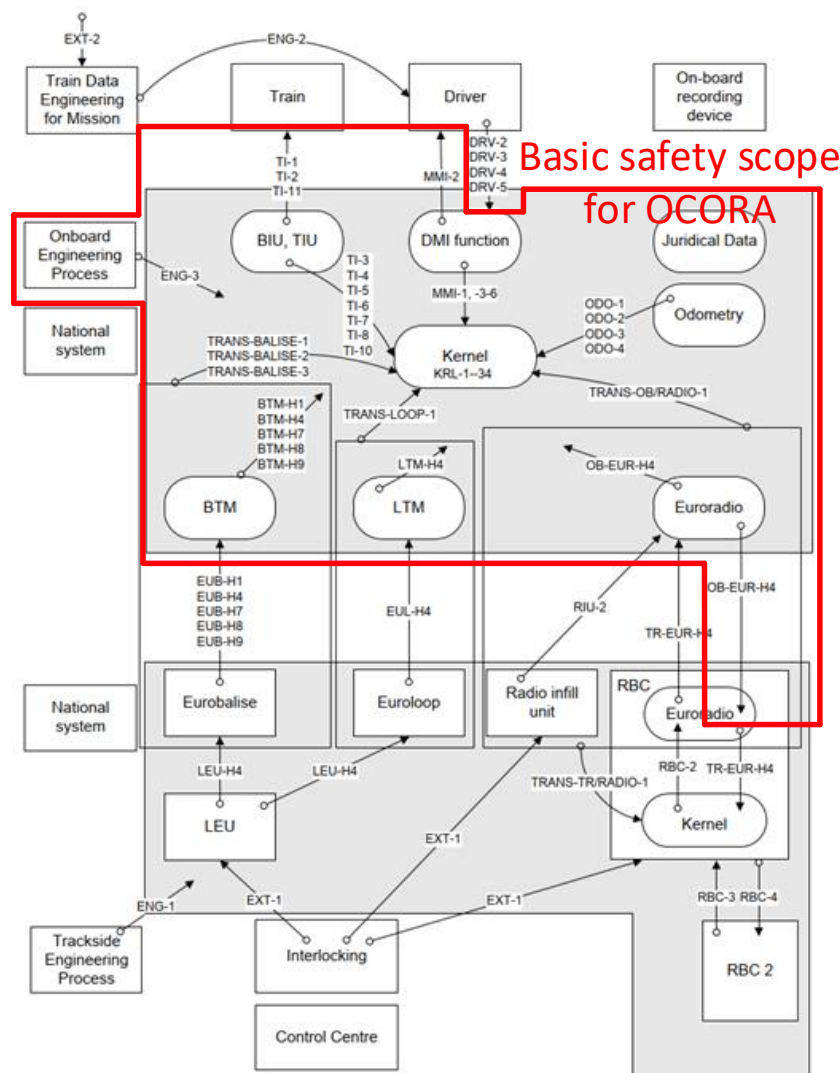 EXT-2
ENG-2
Train Data
Engineering
for Mission
Train
Driver
On-board
recording
device
TI-1
TI-2
TI-11
MMI-2
DRV-2
DRV-3
DRV-4
DRV-5
Basic safety scope
for OCORA
Onboard
Engineering
Process
ENG-3
BIU, TIU
DMI function
Juridical Data
TI-3
TI-4
TI-5
TI-6
TI-7
TI-8
TI-10
MMI-1, -3-6
ODO-1
ODO-2
ODO-3
ODO-4
Odometry
National
system
TRANS-BALISE-1
TRANS-BALISE-2
TRANS-BALISE-3
Kernel
KRL-1--34
TRANS-OB/RADIO-1
BTM-H1
BTM-H4
BTM-H7
BTM-H8
BTM-H9
TRANS-LOOP-1
LTM-H4
OB-EUR-H4
BTM
LTM
Euroradio
EUB-H1
EUB-H4
EUB-H7
EUB-H8
EUB-H9
EUL-H4
RIU-2
TR-EUR-H4
OB-EUR-H4
National
system
Eurobalise
Euroloop
Radio infill
unit
RBC
Euroradio
LEU-H4
LEU-H4
TRANS-TR/RADIO-1
RBC-2
TR-EUR-H4
LEU
Kernel
EXT-1
ENG-1
EXT-1
EXT-1
RBC-3
RBC-4
Trackside
Engineering
Process
Interlocking
RBC 2
Control Centre